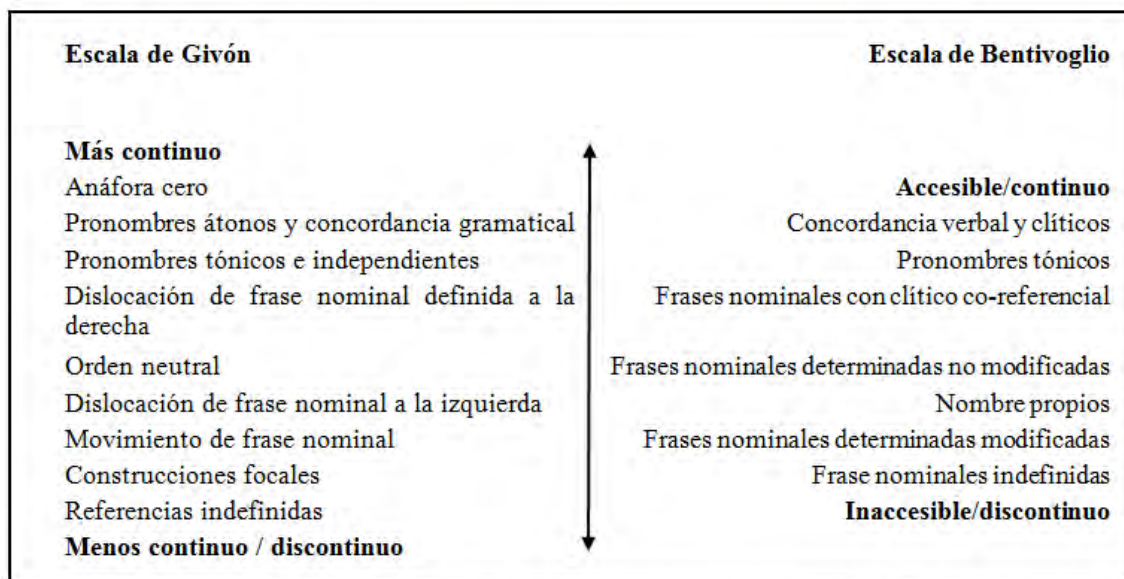 Escala de Givón
Escala de Bentivoglio
Más continuo
Anáfora cero
Accesible/continuo
Pronombres átonos y concordancia gramatical
Concordancia verbal y clíticos
Pronombres tónicos e independientes
Pronombres tónicos
Dislocación de frase nominal definida a la
derecha
Frases nominales con clítico co-referencial
Orden neutral
Frases nominales determinadas no modificadas
Dislocación de frase nominal a la izquierda
Nombre propios
Movimiento de frase nominal
Frases nominales determinadas modificadas
Construcciones focales
Frase nominales indefinidas
Referencias indefinidas
Inaccesible/discontinuo
Menos continuo / discontinuo